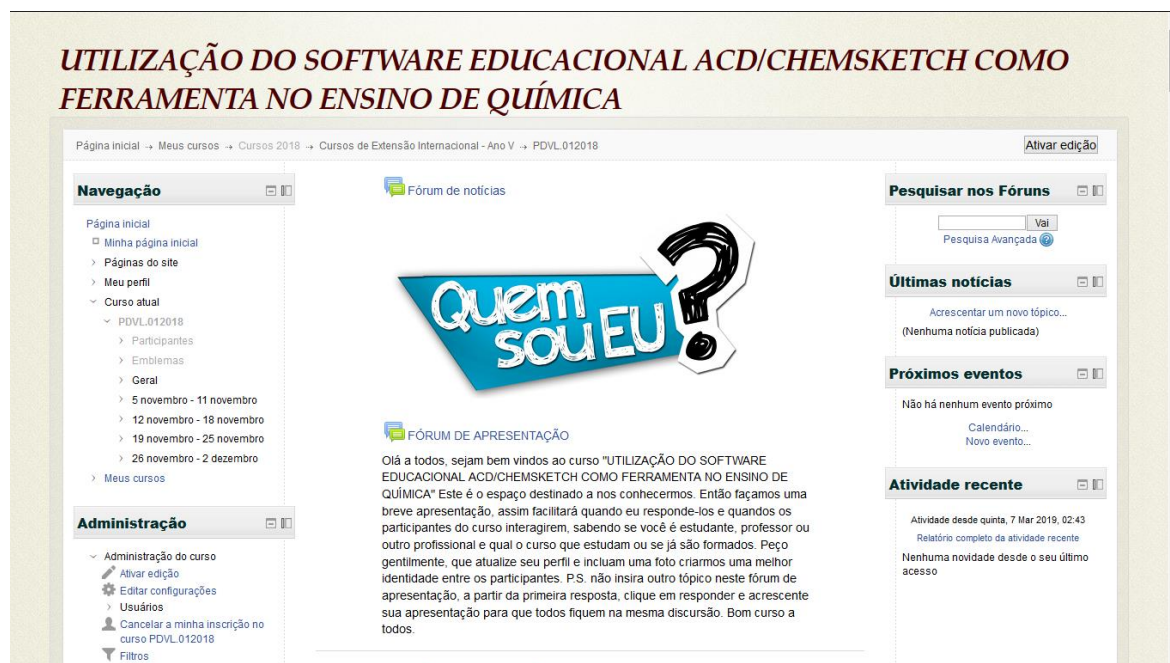 UTILIZAÇÃO DO SOFTWARE EDUCACIONAL ACD/CHEMSKETCH COMO
FERRAMENTA NO ENSINO DE QUÍMICA
Página inicial → Meus cursos → Cursos 2018 → Cursos de Extensão Internacional - Ano V → PDVL.012018
Ativar edição
Navegação
Página inicial
Minha página inicial
Páginas do site
Meu perfil
Curso atual
PDVL.012018
Participantes
Emblemas
Geral
5 novembro - 11 novembro
12 novembro - 18 novembro
19 novembro - 25 novembro
26 novembro - 2 dezembro
Meus cursos
Administração
Administração do curso
Ativar edição
Editar configurações
Usuários
Cancelar a minha inscrição no
curso PDVL.012018
Filtros
Fórum de notícias
Quem
SOU EU?
FÓRUM DE APRESENTAÇÃO
Olá a todos, sejam bem vindos ao curso "UTILIZAÇÃO DO SOFTWARE
EDUCACIONAL ACD/CHEMSKETCH COMO FERRAMENTA NO ENSINO DE
QUÍMICA" Este é o espaço destinado a nos conhecermos. Então façamos uma
breve apresentação, assim facilitará quando eu responde-los e quandos os
participantes do curso interagirem, sabendo se você é estudante, professor ou
outro profissional e qual o curso que estudam ou se já são formados. Peço
gentilmente, que atualize seu perfil e incluam uma foto criarmos uma melhor
identidade entre os participantes. P.S. não insira outro tópico neste fórum de
apresentação, a partir da primeira resposta, clique em responder e acrescente
sua apresentação para que todos fiquem na mesma discursão. Bom curso a
todos.
Pesquisar nos Fóruns
Vai
Pesquisa Avançada ?
Últimas notícias
Acrescentar um novo tópico...
(Nenhuma notícia publicada)
Próximos eventos
Não há nenhum evento próximo
Calendário...
Novo evento...
Atividade recente
Atividade desde quinta, 7 Mar 2019, 02:43
Relatório completo da atividade recente
Nenhuma novidade desde o seu último
acesso